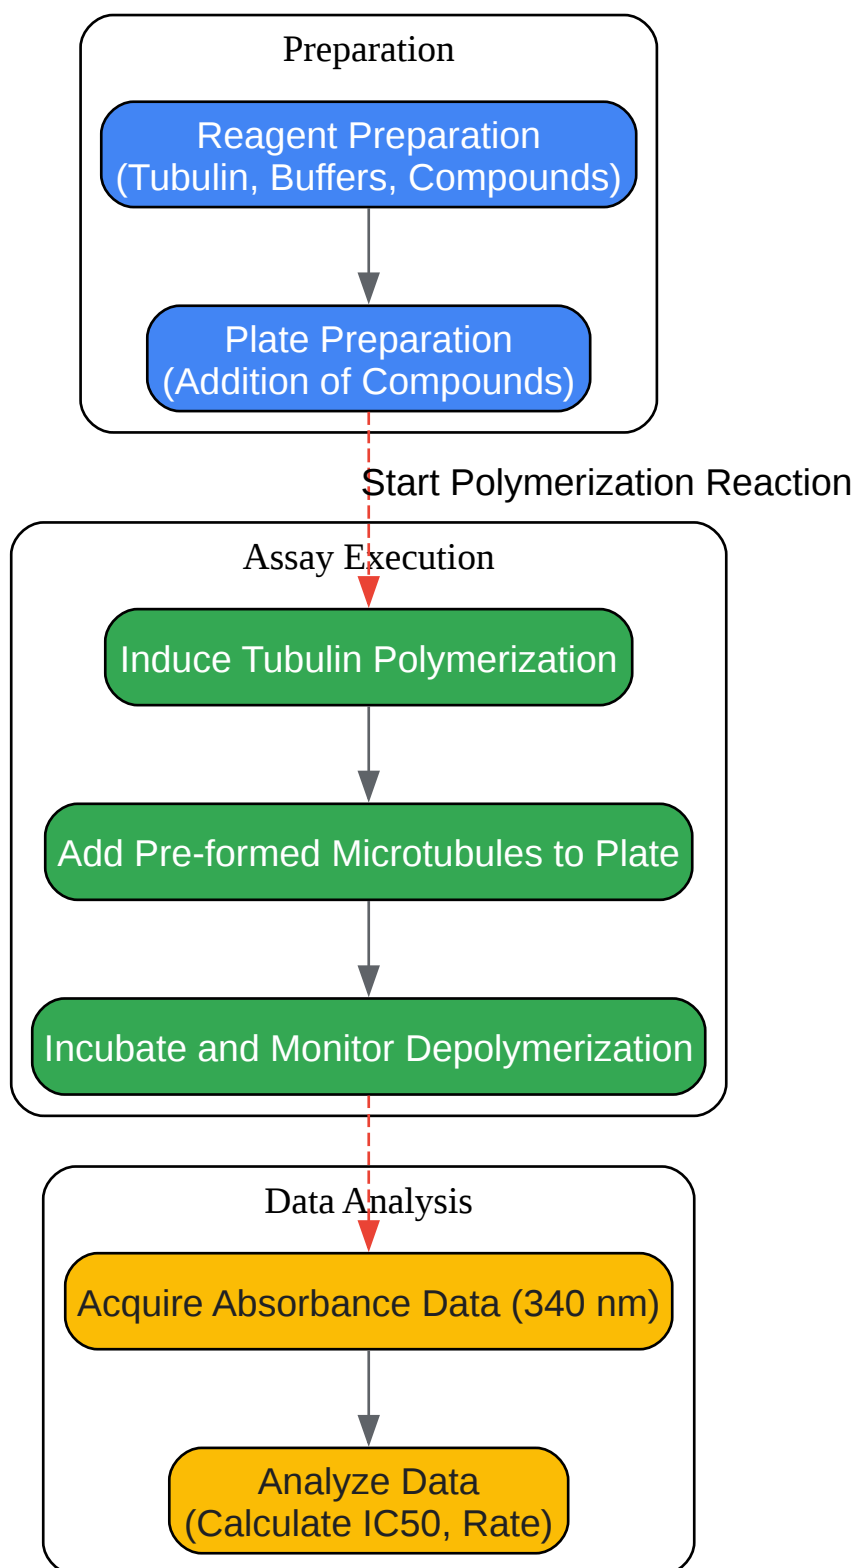 Preparation
Reagent Preparation
(Tubulin, Buffers, Compounds)
Plate Preparation
(Addition of Compounds)
Start Polymerization Reaction
Assay Execution
Induce Tubulin Polymerization
Add Pre-formed Microtubules to Plate
Incubate and Monitor Depolymerization
Data Analysis
Acquire Absorbance Data (340 nm)
Analyze Data
(Calculate IC50, Rate)